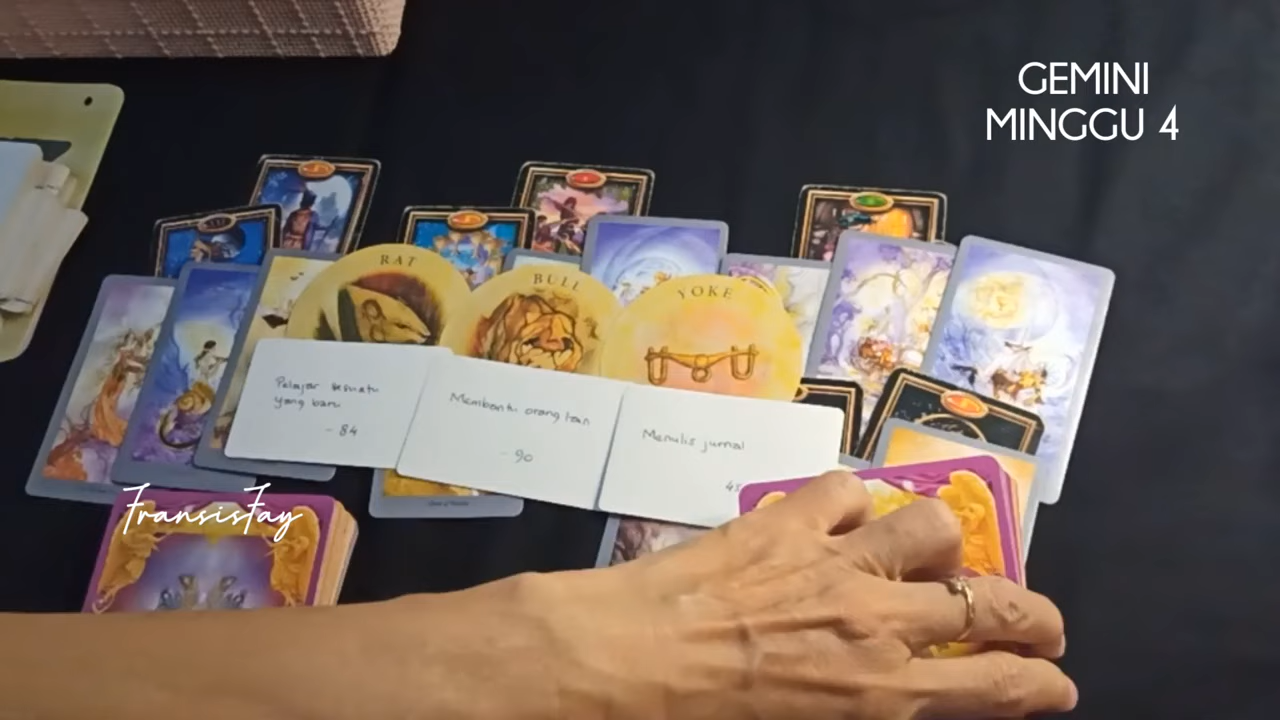 GEMINI
MINGGU 4
RAT
BULL
YOKE
Pelajar sesuatu
yang baru
- 84
Membantu orang lain
- 90
Menulis jurnal
FransisFay